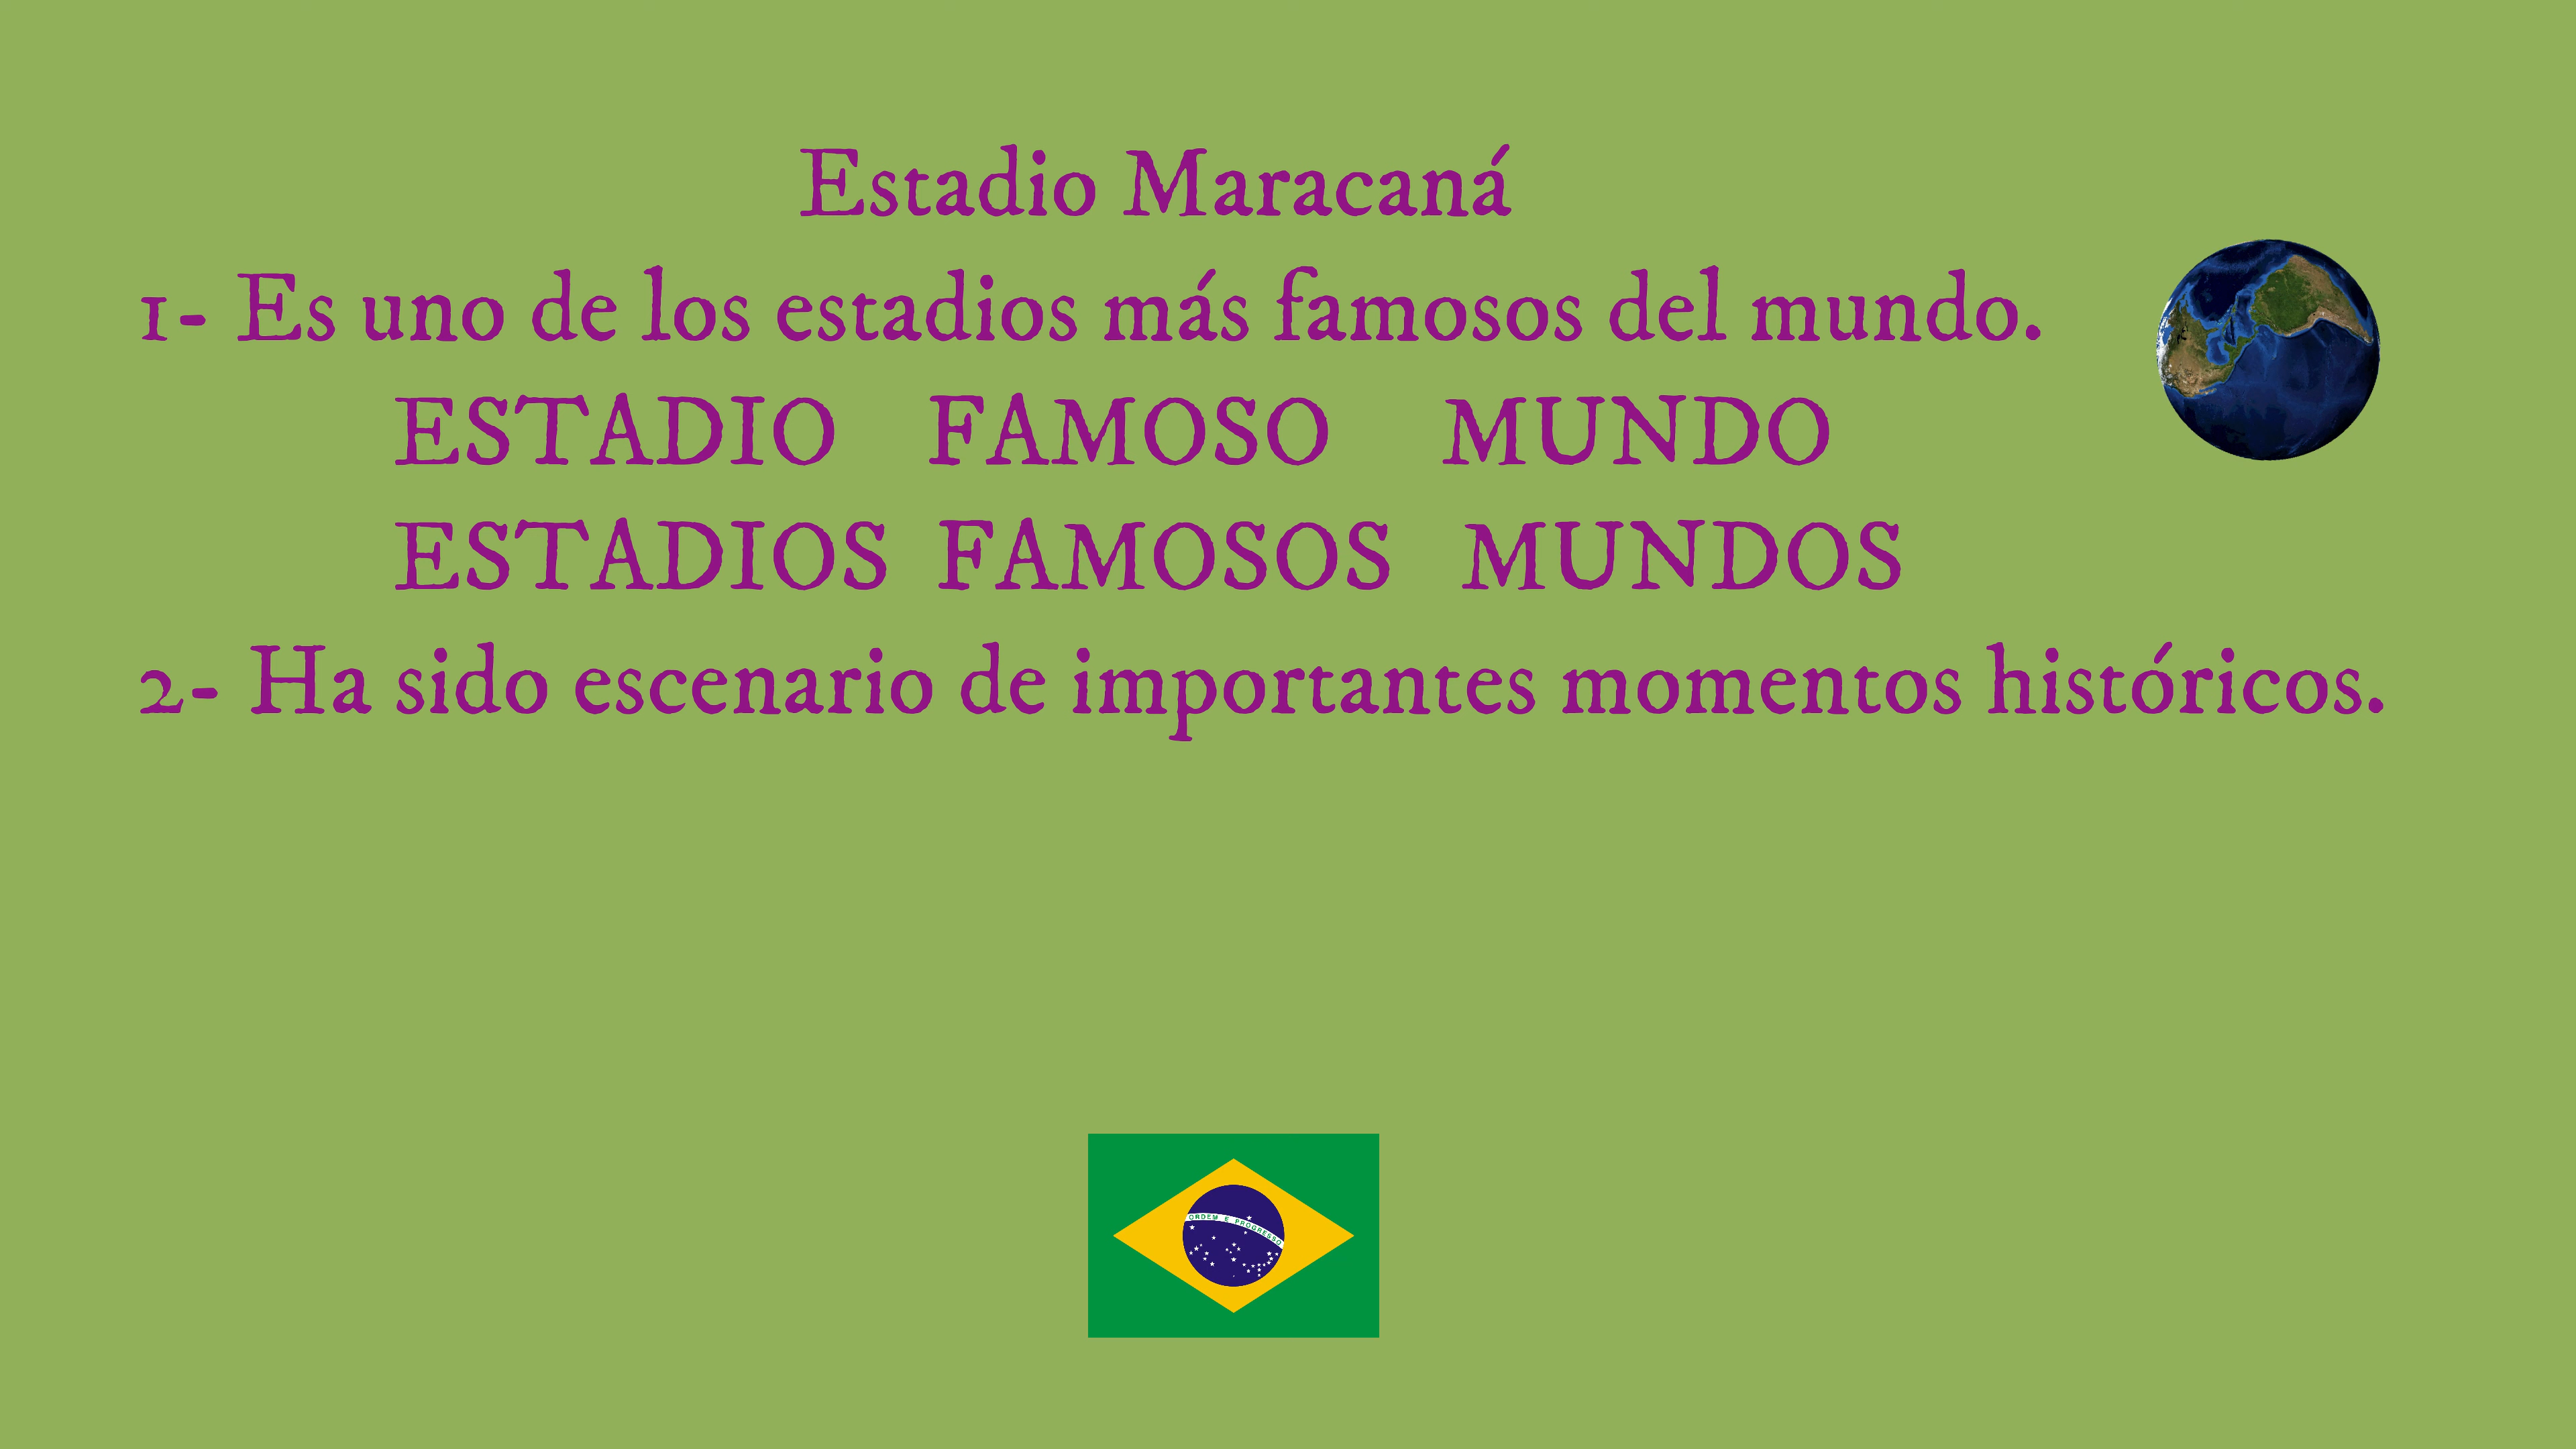 Estadio Maracaná
1- Es uno de los estadios más famosos del mundo.
ESTADIO FAMOSO MUNDO
ESTADIOS FAMOSOS MUNDOS
2- Ha sido escenario de importantes momentos históricos.
ORDEM E PROGRESSO